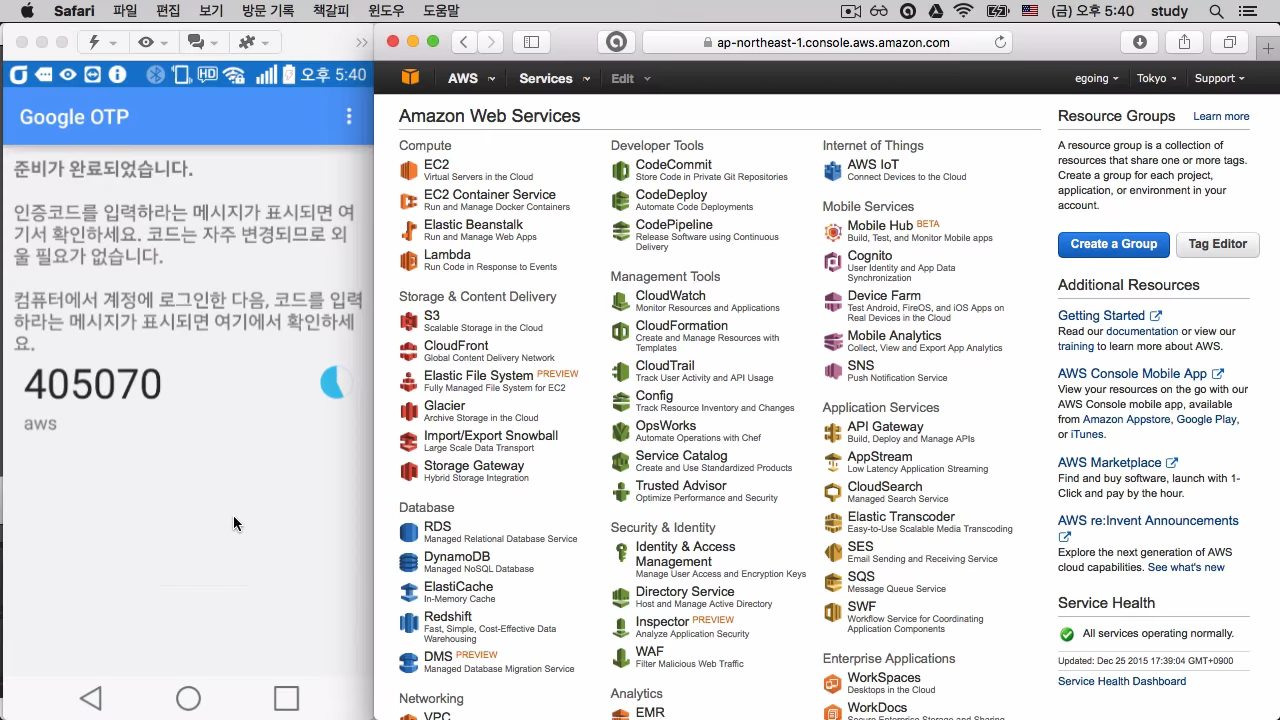 Safari 파일 편집 보기 방문 기록 책갈피 윈도우 도움말
(금) 오후 5:40 study
오후 5:40
Google OTP
준비가 완료되었습니다.
인증코드를 입력하라는 메시지가 표시되면 여
기서 확인하세요. 코드는 자주 변경되므로 외
울 필요가 없습니다.
컴퓨터에서 계정에 로그인한 다음, 코드를 입력
하라는 메시지가 표시되면 여기에서 확인하세
요.
405070
aws
ap-northeast-1.console.aws.amazon.com
AWS Services Edit egoing Tokyo Support
Amazon Web Services
Compute
EC2
Virtual Servers in the Cloud
EC2 Container Service
Run and Manage Docker Containers
Elastic Beanstalk
Run and Manage Web Apps
Lambda
Run Code in Response to Events
Storage & Content Delivery
S3
Scalable Storage in the Cloud
CloudFront
Global Content Delivery Network
Elastic File System PREVIEW
Fully Managed File System for EC2
Glacier
Archive Storage in the Cloud
Import/Export Snowball
Large Scale Data Transport
Storage Gateway
Hybrid Storage Integration
Database
RDS
Managed Relational Database Service
DynamoDB
Managed NoSQL Database
ElastiCache
In-Memory Cache
Redshift
Fast, Simple, Cost-Effective Data
Warehousing
DMS PREVIEW
Managed Database Migration Service
Networking
VPC
Developer Tools
CodeCommit
Store Code in Private Git Repositories
CodeDeploy
Automate Code Deployments
CodePipeline
Release Software using Continuous
Delivery
Management Tools
CloudWatch
Monitor Resources and Applications
CloudFormation
Create and Manage Resources with
Templates
CloudTrail
Track User Activity and API Usage
Config
Track Resource Inventory and Changes
OpsWorks
Automate Operations with Chef
Service Catalog
Create and Use Standardized Products
Trusted Advisor
Optimize Performance and Security
Security & Identity
Identity & Access
Management
Manage User Access and Encryption Keys
Directory Service
Host and Manage Active Directory
Inspector PREVIEW
Analyze Application Security
WAF
Filter Malicious Web Traffic
Analytics
EMR
Internet of Things
AWS IoT
Connect Devices to the Cloud
Mobile Services
Mobile Hub BETA
Build, Test, and Monitor Mobile apps
Cognito
User Identity and App Data
Synchronization
Device Farm
Test Android, FireOS, and iOS Apps on
Real Devices in the Cloud
Mobile Analytics
Collect, View and Export App Analytics
SNS
Push Notification Service
Application Services
API Gateway
Build, Deploy and Manage APIs
AppStream
Low Latency Application Streaming
CloudSearch
Managed Search Service
Elastic Transcoder
Easy-to-Use Scalable Media Transcoding
SES
Email Sending and Receiving Service
SQS
Message Queue Service
SWF
Workflow Service for Coordinating
Application Components
Enterprise Applications
WorkSpaces
Desktops in the Cloud
WorkDocs
Secure Enterprise Storage and Sharing
Resource Groups Learn more
A resource group is a collection of
resources that share one or more tags.
Create a group for each project,
application, or environment in your
account.
Create a Group Tag Editor
Additional Resources
Getting Started
Read our documentation or view our
training to learn more about AWS.
AWS Console Mobile App
View your resources on the go with our
AWS Console mobile app, available
from Amazon Appstore, Google Play,
or iTunes.
AWS Marketplace
Find and buy software, launch with 1-
Click and pay by the hour.
AWS re:Invent Announcements
Explore the next generation of AWS
cloud capabilities. See what's new
Service Health
All services operating normally.
Updated: Dec 25 2015 17:39:04 GMT+0900
Service Health Dashboard